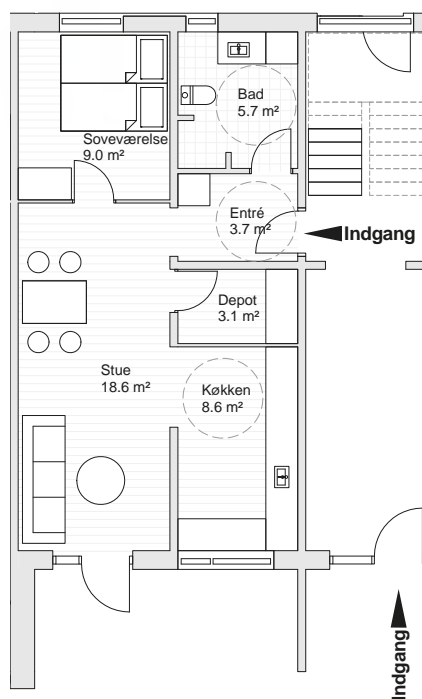 Bad
5.7 m²
Soveværelse
9.0 m²
Entré
3.7 m²
Indgang
Depot
3.1 m²
Stue
18.6 m²
Køkken
8.6 m²
Indgang